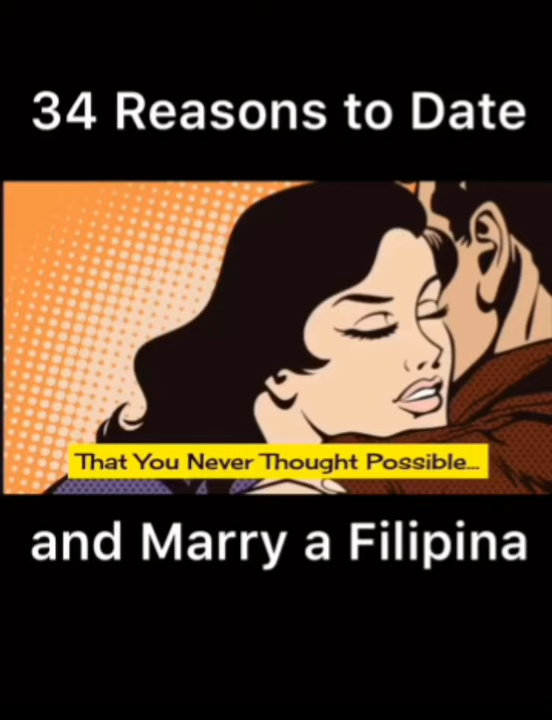 34 Reasons to Date
That You Never Thought Possible...
and Marry a Filipina